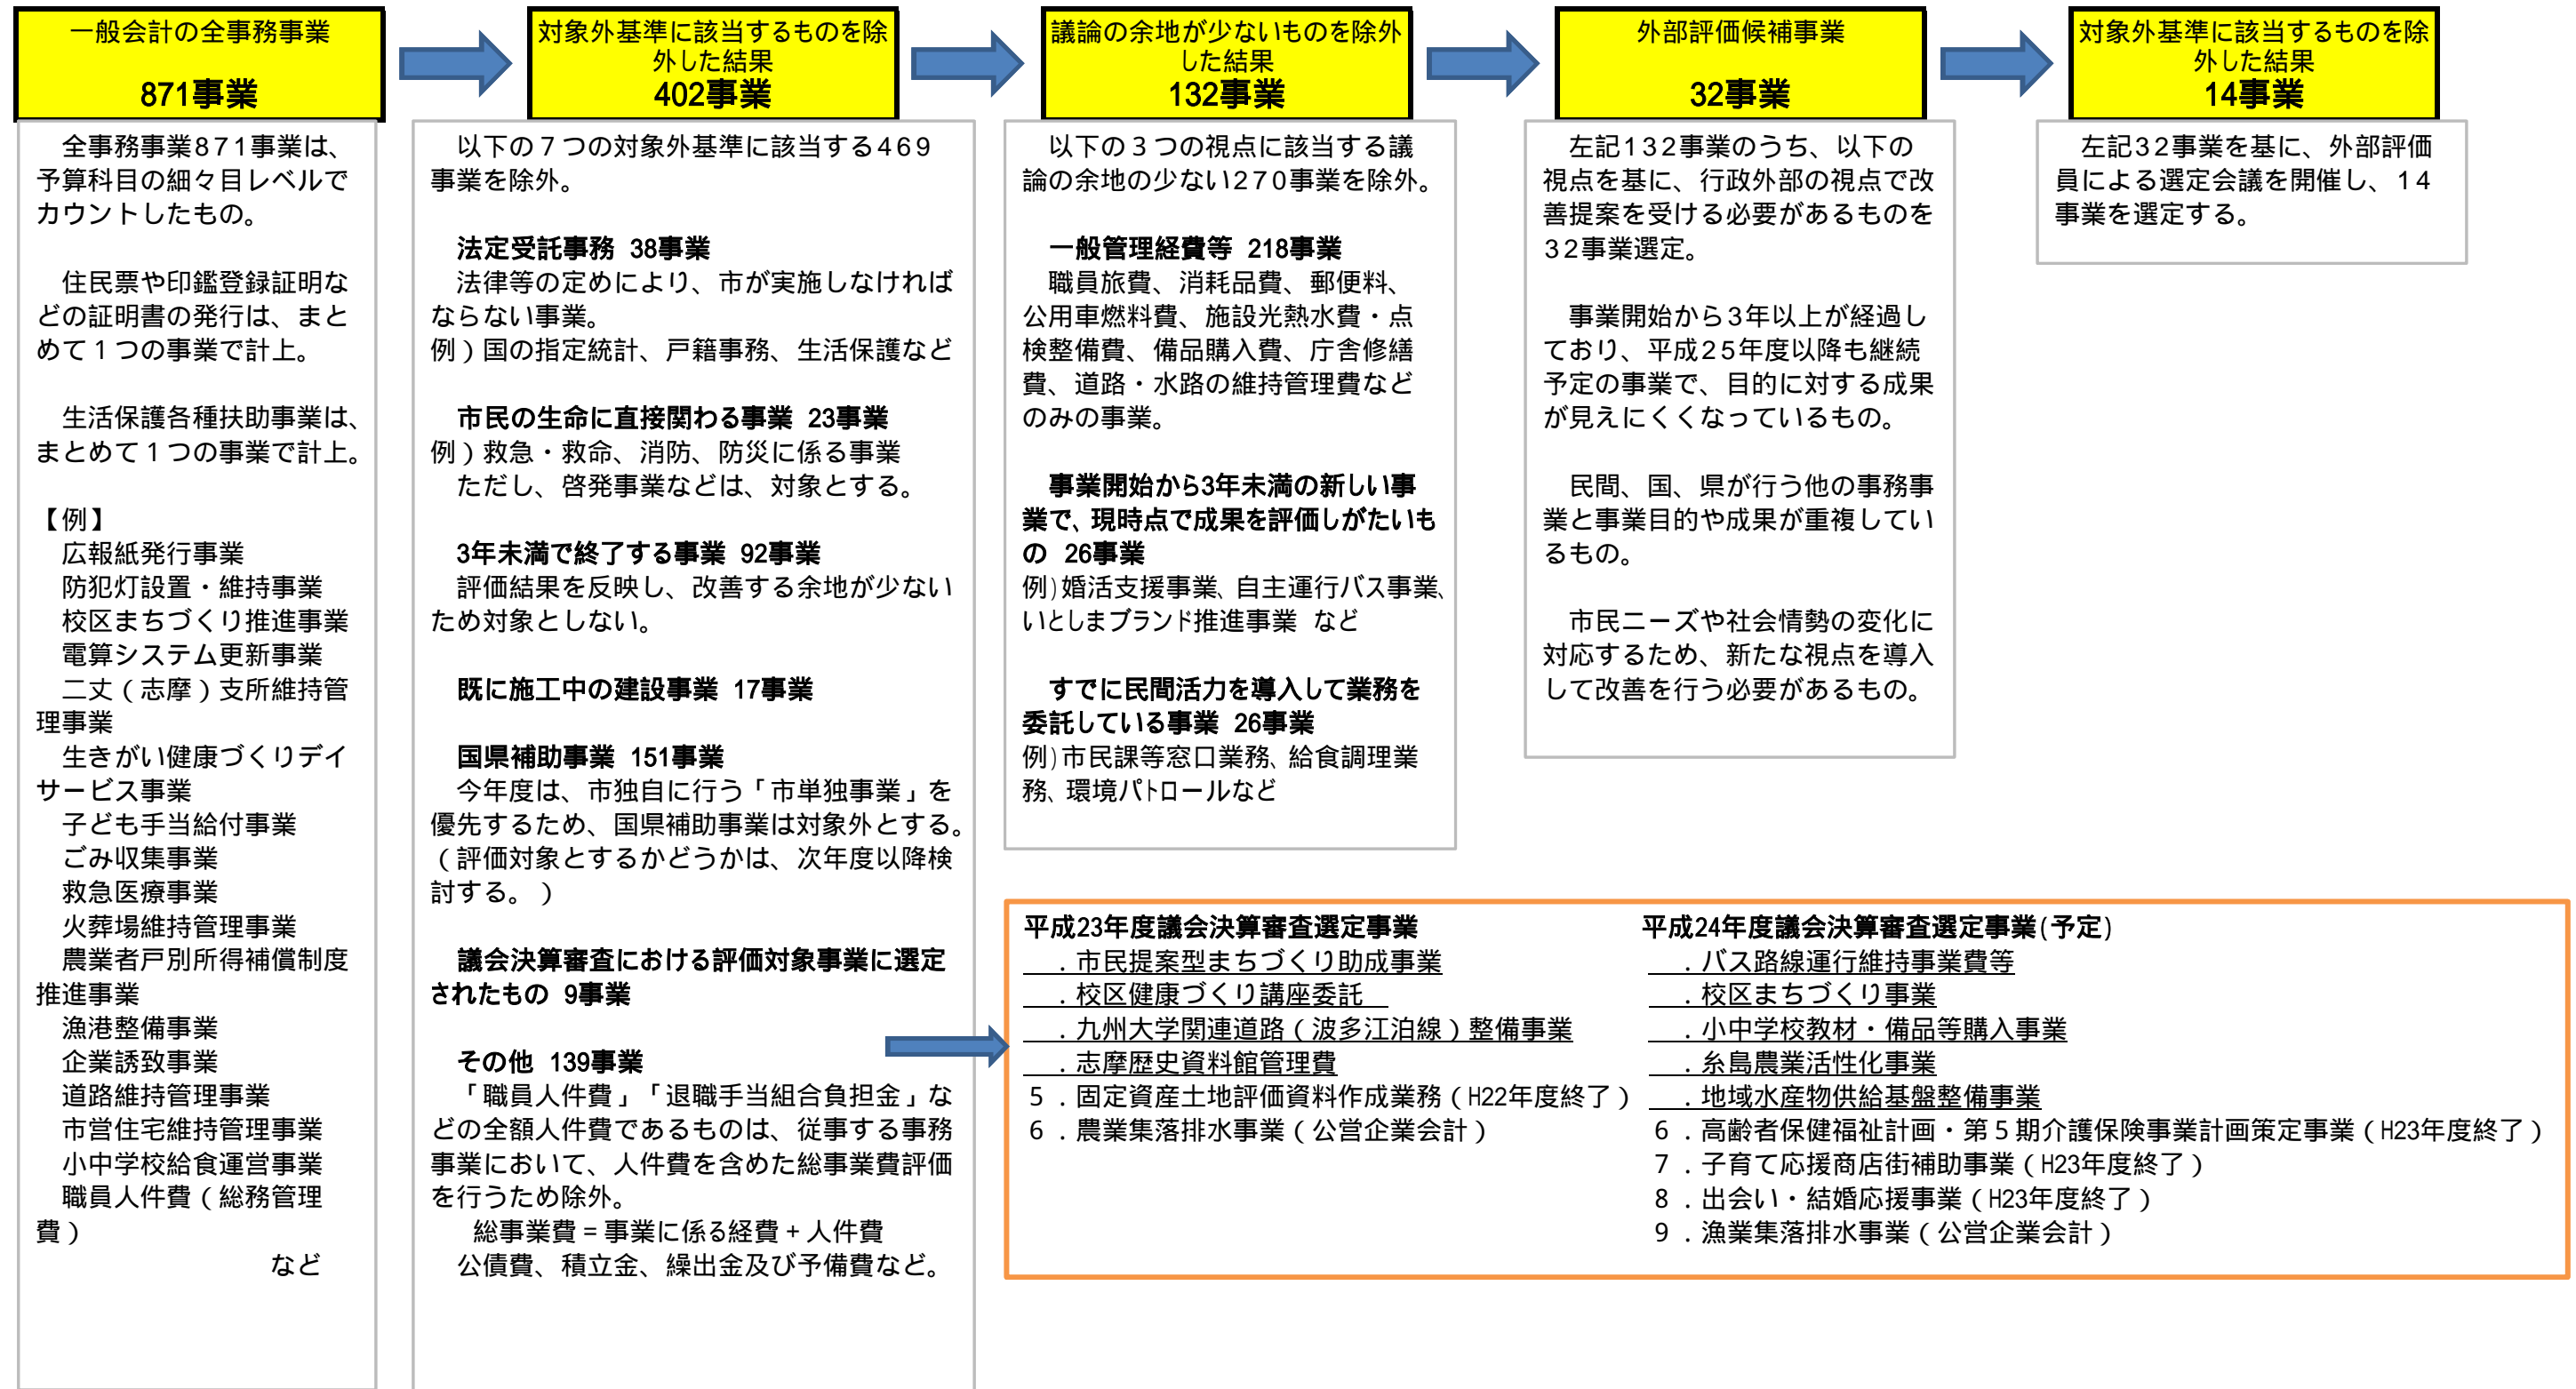 一般会計の全事務事業
871事業
対象外基準に該当するものを除
外した結果
402事業
議論の余地が少ないものを除外
した結果
132事業
外部評価候補事業
32事業
対象外基準に該当するものを除
外した結果
14事業
全事務事業871事業は、
予算科目の細々目レベルで
カウントしたもの。
住民票や印鑑登録証明な
どの証明書の発行は、まと
めて1つの事業で計上。
生活保護各種扶助事業は、
まとめて1つの事業で計上。
【例】
広報紙発行事業
防犯灯設置・維持事業
校区まちづくり推進事業
電算システム更新事業
二丈（志摩）支所維持管
理事業
生きがい健康づくりデイ
サービス事業
子ども手当給付事業
ごみ収集事業
救急医療事業
火葬場維持管理事業
農業者戸別所得補償制度
推進事業
漁港整備事業
企業誘致事業
道路維持管理事業
市営住宅維持管理事業
小中学校給食運営事業
職員人件費（総務管理
費）
など
以下の７つの対象外基準に該当する469
事業を除外。
法定受託事務 38事業
法律等の定めにより、市が実施しなければ
ならない事業。
例）国の指定統計、戸籍事務、生活保護など
市民の生命に直接関わる事業 23事業
例）救急・救命、消防、防災に係る事業
ただし、啓発事業などは、対象とする。
3年未満で終了する事業 92事業
評価結果を反映し、改善する余地が少ない
ため対象としない。
既に施工中の建設事業 17事業
国県補助事業 151事業
今年度は、市独自に行う「市単独事業」を
優先するため、国県補助事業は対象外とする。
（評価対象とするかどうかは、次年度以降検
討する。）
議会決算審査における評価対象事業に選定
されたもの 9事業
その他 139事業
「職員人件費」「退職手当組合負担金」な
どの全額人件費であるものは、従事する事務
事業において、人件費を含めた総事業費評価
を行うため除外。
総事業費＝事業に係る経費＋人件費
公債費、積立金、繰出金及び予備費など。
以下の３つの視点に該当する議
論の余地の少ない270事業を除外。
一般管理経費等 218事業
職員旅費、消耗品費、郵便料、
公用車燃料費、施設光熱水費・点
検整備費、備品購入費、庁舎修繕
費、道路・水路の維持管理費など
のみの事業。
事業開始から3年未満の新しい事
業で、現時点で成果を評価しがたいも
の 26事業
例）婚活支援事業、自主運行バス事業、
いとしまブランド推進事業 など
すでに民間活力を導入して業務を
委託している事業 26事業
例）市民課等窓口業務、給食調理業
務、環境パトロールなど
左記132事業のうち、以下の
視点を基に、行政外部の視点で改
善提案を受ける必要があるものを
32事業選定。
事業開始から3年以上が経過し
ており、平成25年度以降も継続
予定の事業で、目的に対する成果
が見えにくくなっているもの。
民間、国、県が行う他の事務事
業と事業目的や成果が重複してい
るもの。
市民ニーズや社会情勢の変化に
対応するため、新たな視点を導入
して改善を行う必要があるもの。
左記32事業を基に、外部評価
員による選定会議を開催し、14
事業を選定する。
平成23年度議会決算審査選定事業
．市民提案型まちづくり助成事業
．校区健康づくり講座委託
．九州大学関連道路（波多江泊線）整備事業
．志摩歴史資料館管理費
５．固定資産土地評価資料作成業務（H22年度終了）
６．農業集落排水事業（公営企業会計）
平成24年度議会決算審査選定事業(予定)
．バス路線運行維持事業費等
．校区まちづくり事業
．小中学校教材・備品等購入事業
．糸島農業活性化事業
．地域水産物供給基盤整備事業
６．高齢者保健福祉計画・第５期介護保険事業計画策定事業（H23年度終了）
７．子育て応援商店街補助事業（H23年度終了）
８．出会い・結婚応援事業（H23年度終了）
９．漁業集落排水事業（公営企業会計）